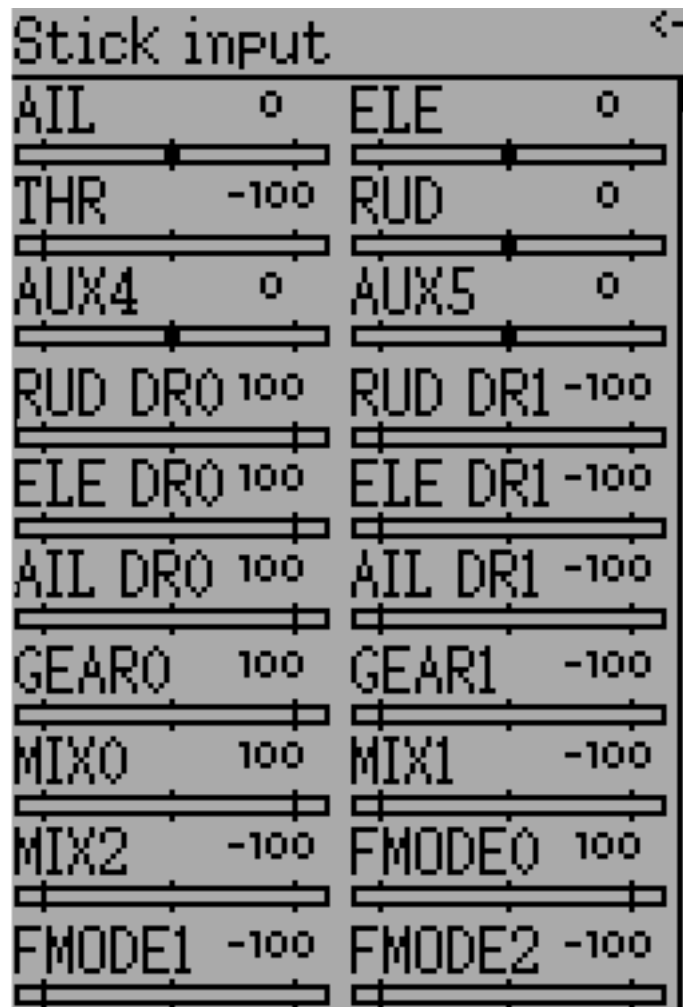 Stick input <-
AIL 0 ELE 0
THR -100 RUD 0
AUX4 0 AUX5 0
RUD DR0 100 RUD DR1 -100
ELE DR0 100 ELE DR1 -100
AIL DR0 100 AIL DR1 -100
GEAR0 100 GEAR1 -100
MIX0 100 MIX1 -100
MIX2 -100 FMODE0 100
FMODE1 -100 FMODE2 -100